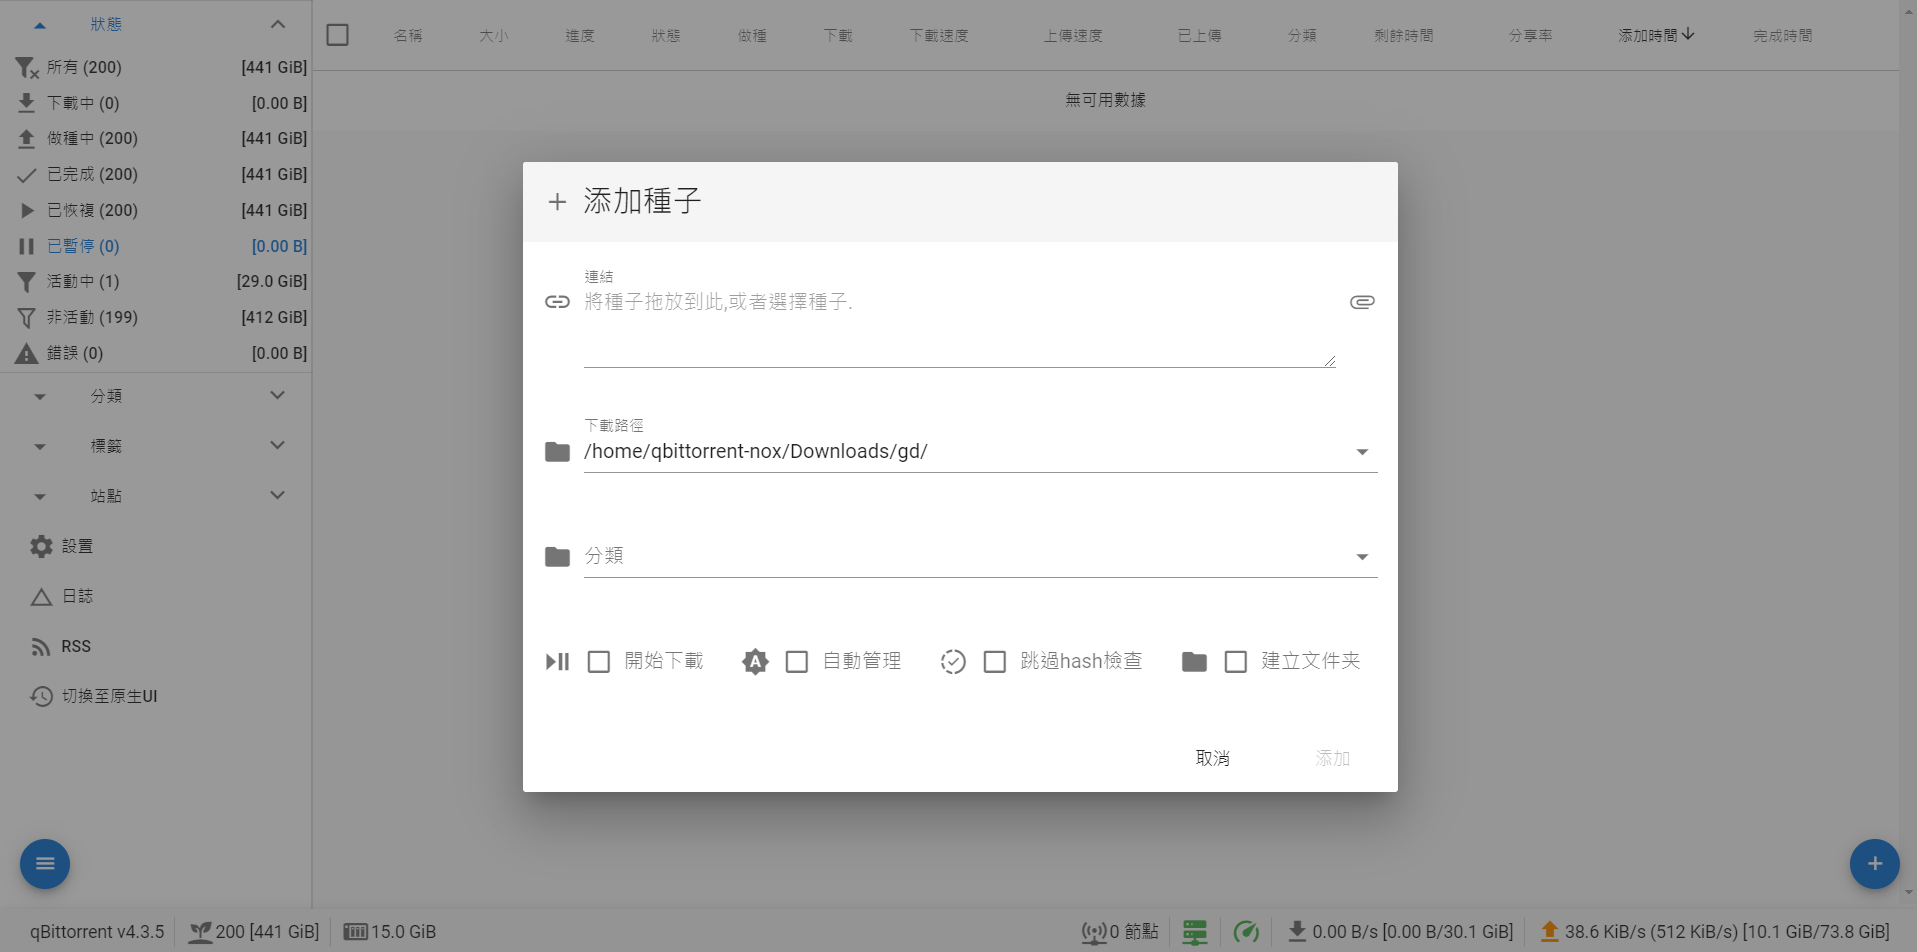 狀態
所有 (200) [441 GiB]
下載中 (0) [0.00 B]
做種中 (200) [441 GiB]
已完成 (200) [441 GiB]
已恢複 (200) [441 GiB]
已暫停 (0) [0.00 B]
活動中 (1) [29.0 GiB]
非活動 (199) [412 GiB]
錯誤 (0) [0.00 B]
分類
標籤
站點
設置
日誌
RSS
切換至原生UI
名稱 大小 進度 狀態 做種 下載 下載速度 上傳速度 已上傳 分類 剩餘時間 分享率 添加時間 完成時間
無可用數據
添加種子
連結
將種子拖放到此,或者選擇種子.
下載路徑
/home/qbittorrent-nox/Downloads/gd/
分類
開始下載 自動管理 跳過hash檢查 建立文件夹
取消 添加
qBittorrent v4.3.5 200 [441 GiB] 15.0 GiB 0 節點 0.00 B/s [0.00 B/30.1 GiB] 38.6 KiB/s (512 KiB/s) [10.1 GiB/73.8 GiB]